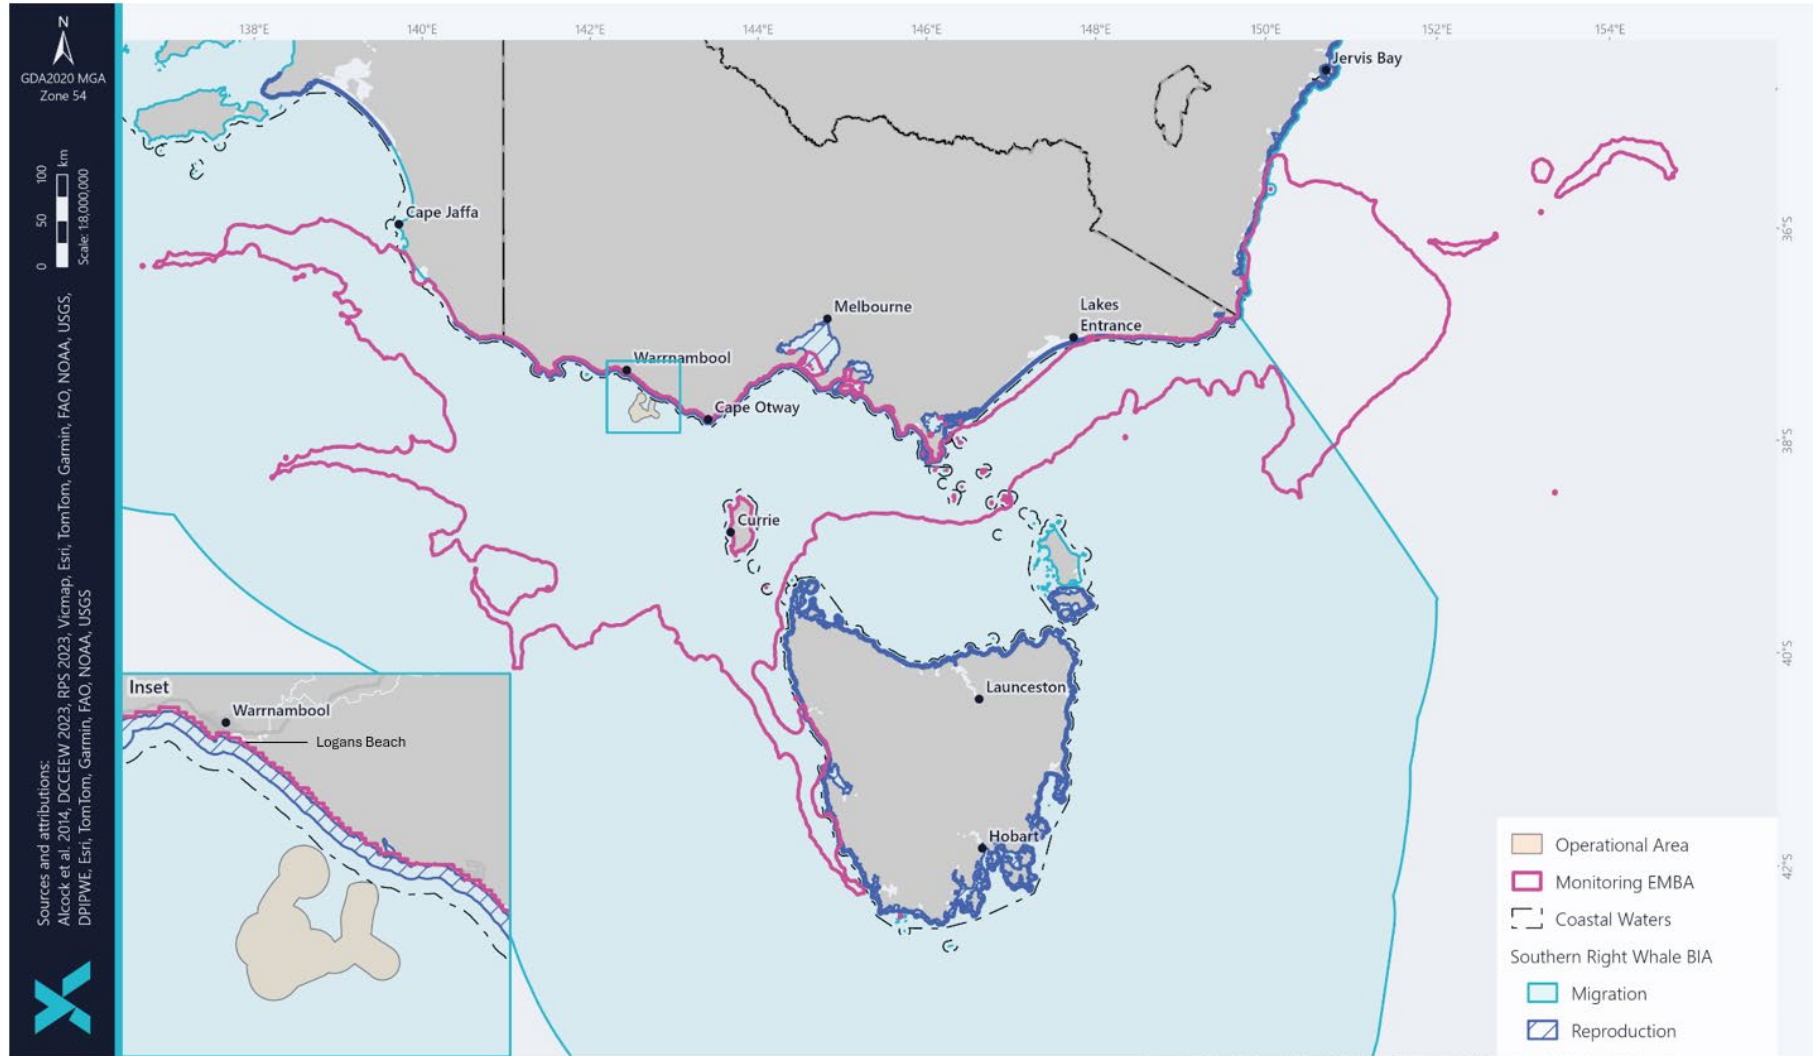 138°E
140°E
142°E
144°E
146°E
148°E
150°E
152°E
154°E
N
GDA2020 MGA
Zone 54
0 50 100 km
Scale: 1:8,000,000
Sources and attributions:
Alcock et al. 2014, DCCEEW 2023, RPS 2023, Vicmap, Esri, TomTom, Garmin, FAO, NOAA, USGS,
DPIPWE, Esri, TomTom, Garmin, FAO, NOAA, USGS
Jervis Bay
Cape Jaffa
36°S
Melbourne
Lakes
Entrance
Warrnambool
Cape Otway
38°S
Currie
40°S
Launceston
Hobart
42°S
Inset
Warrnambool
Logans Beach
Operational Area
Monitoring EMBA
Coastal Waters
Southern Right Whale BIA
Migration
Reproduction